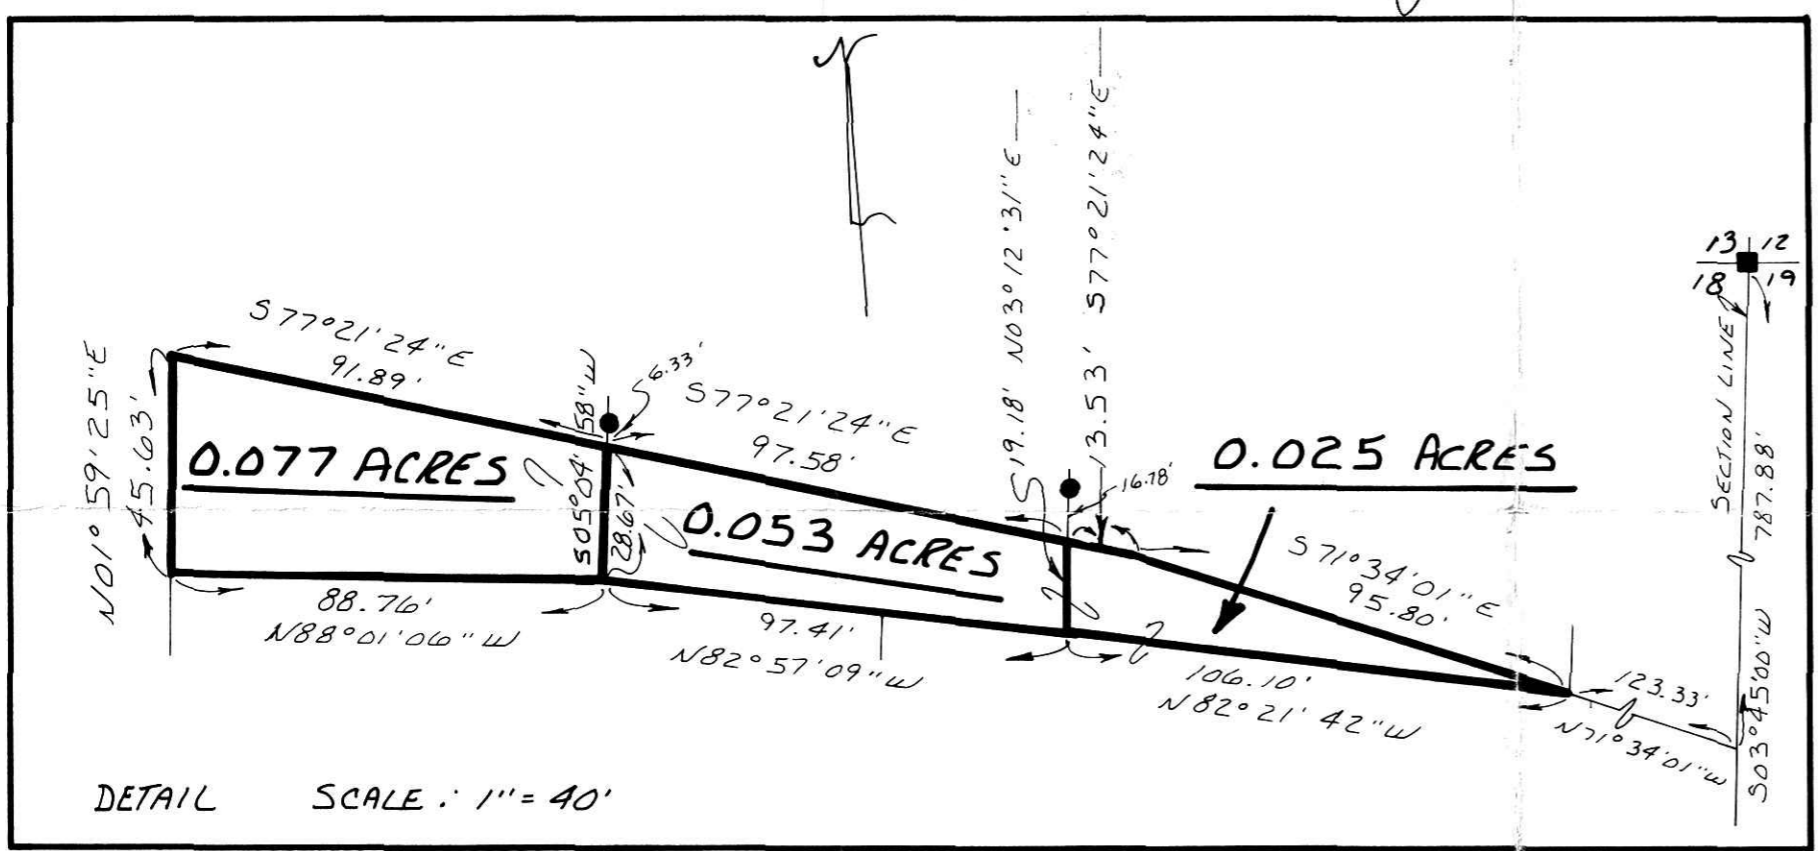 N
S77°21'24"E
91.89'
N01°59'25"E
45.63'
0.077 ACRES
S05°04'58"W
28.67'
6.33'
S77°21'24"E
97.58'
0.053 ACRES
19.18' N03°12'31"E
13.53' S77°21'24"E
16.78'
0.025 ACRES
S71°34'01"E
95.80'
13 12
18 19
SECTION LINE
787.88'
S03°45'00"W
88.76'
N88°01'06"W
97.41'
N82°57'09"W
106.10'
N82°21'42"W
123.33'
N71°34'01"W
DETAIL SCALE: 1"=40'